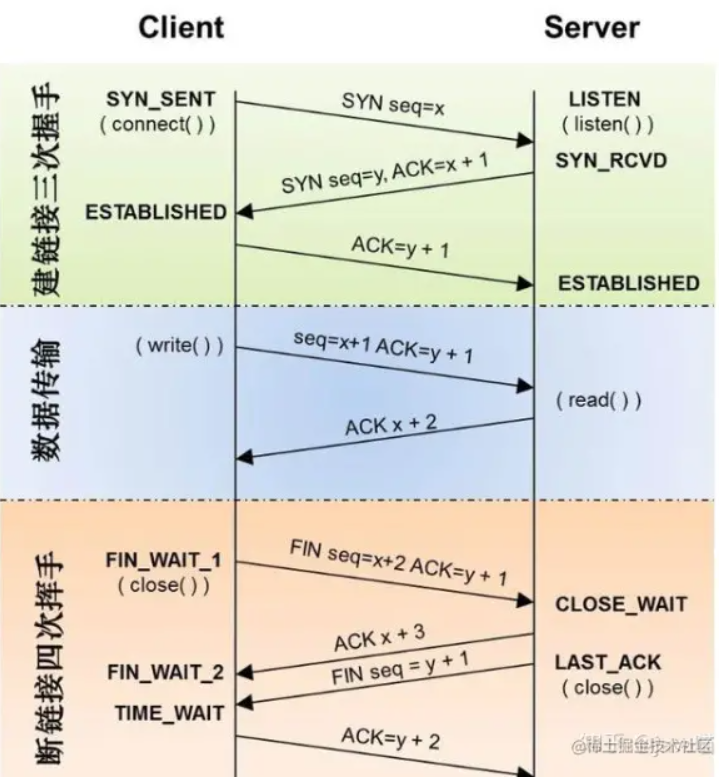 Client
Server
建链接三次握手
SYN_SENT
( connect( ) )
SYN seq=x
LISTEN
( listen( ) )
SYN_RCVD
SYN seq=y, ACK=x + 1
ESTABLISHED
ACK=y + 1
ESTABLISHED
数据传输
( write( ) )
seq=x+1 ACK=y + 1
( read( ) )
ACK x + 2
断链接四次挥手
FIN_WAIT_1
( close( ) )
FIN seq=x+2 ACK=y + 1
CLOSE_WAIT
ACK x + 3
FIN_WAIT_2
FIN seq = y + 1
LAST_ACK
( close( ) )
TIME_WAIT
ACK=y + 2
@稀土掘金技术社区